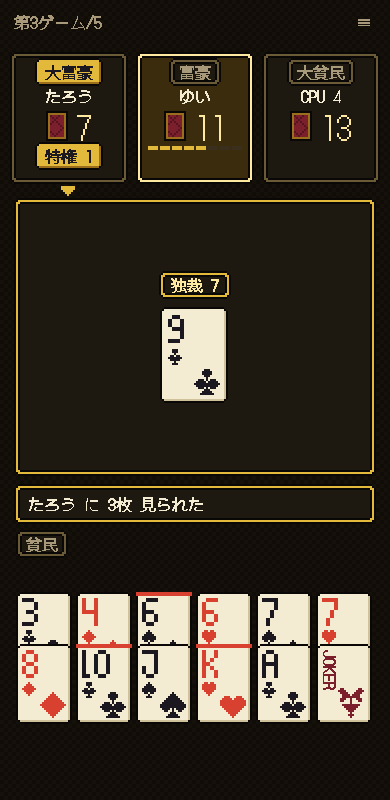 第3ゲーム/5
大富豪
たろう
7
特権 1
富豪
ゆい
11
大貧民
CPU 4
13
独裁 7
9
たろう に 3枚 見られた
貧民
3 4 6 6 7 7
8 10 J K A JOKER